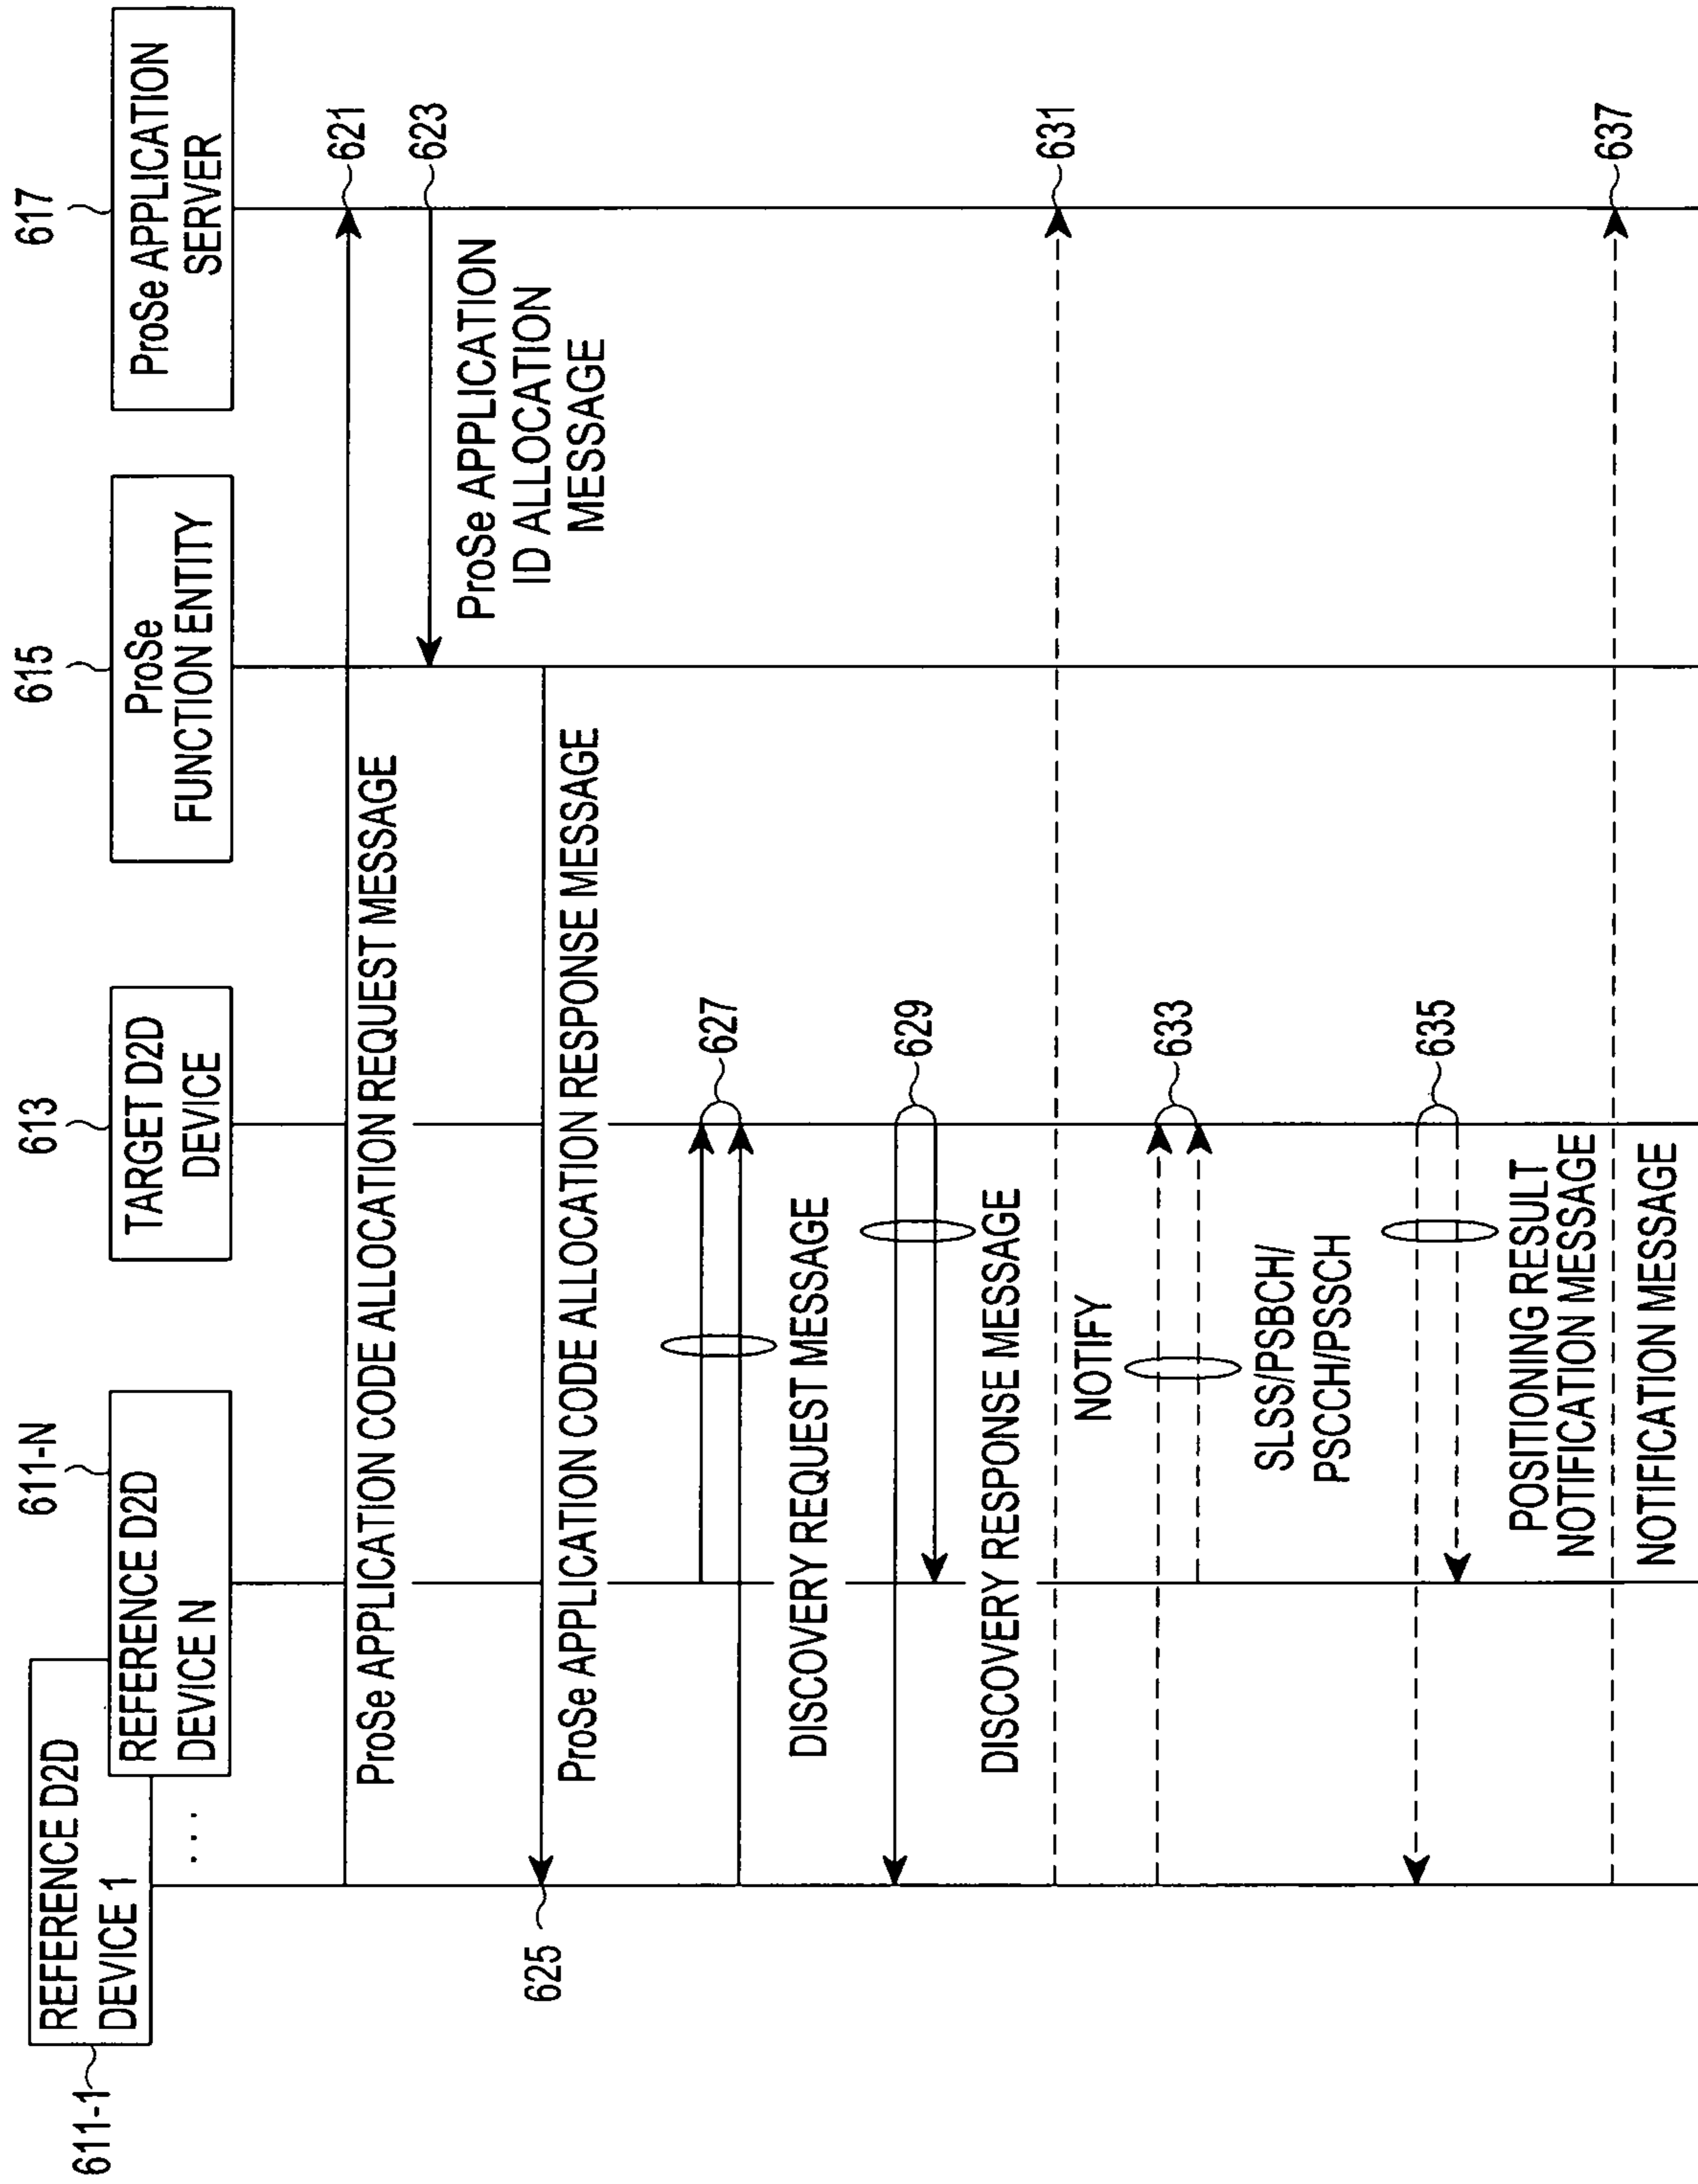 611-1
REFERENCE D2D
DEVICE 1
. . .
611-N
REFERENCE D2D
DEVICE N
613
TARGET D2D
DEVICE
615
ProSe
FUNCTION ENTITY
617
ProSe APPLICATION
SERVER
621
ProSe APPLICATION CODE ALLOCATION REQUEST MESSAGE
623
ProSe APPLICATION
ID ALLOCATION
MESSAGE
625
ProSe APPLICATION CODE ALLOCATION RESPONSE MESSAGE
627
DISCOVERY REQUEST MESSAGE
629
DISCOVERY RESPONSE MESSAGE
631
NOTIFY
633
SLSS/PSBCH/
PSCCH/PSSCH
635
POSITIONING RESULT
NOTIFICATION MESSAGE
637
NOTIFICATION MESSAGE